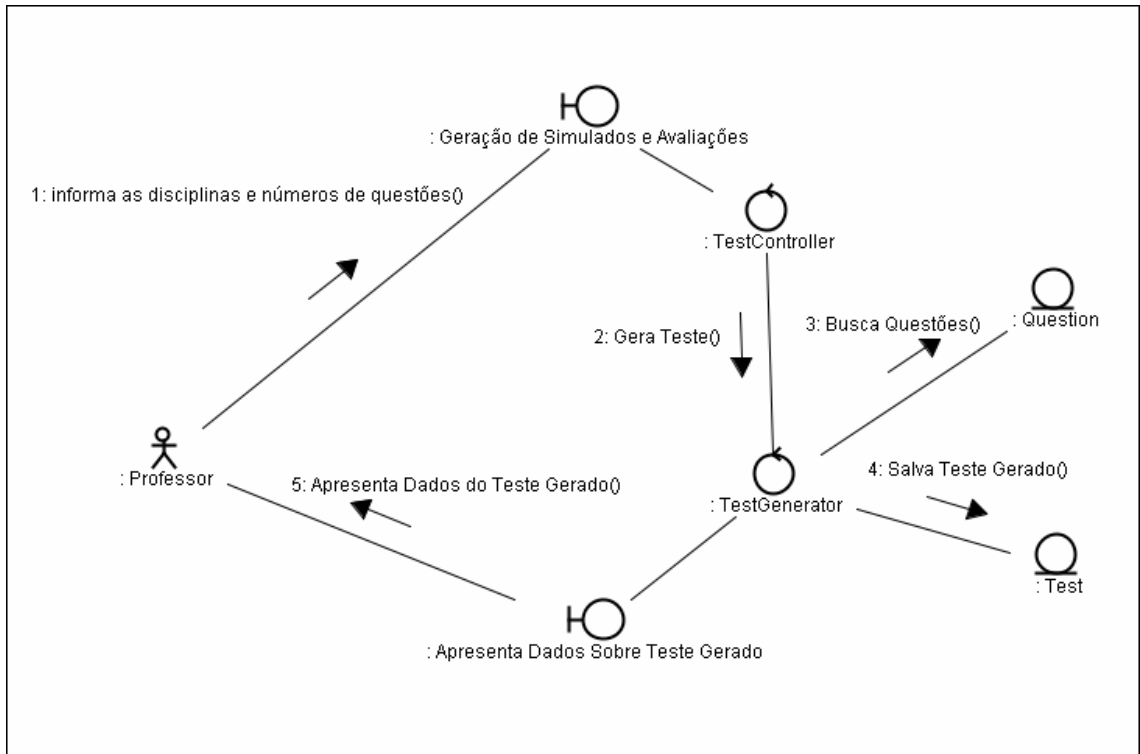 : Geração de Simulados e Avaliações
1: informa as disciplinas e números de questões()
: TestController
2: Gera Teste()
3: Busca Questões()
: Question
: Professor
5: Apresenta Dados do Teste Gerado()
: TestGenerator
4: Salva Teste Gerado()
: Test
: Apresenta Dados Sobre Teste Gerado